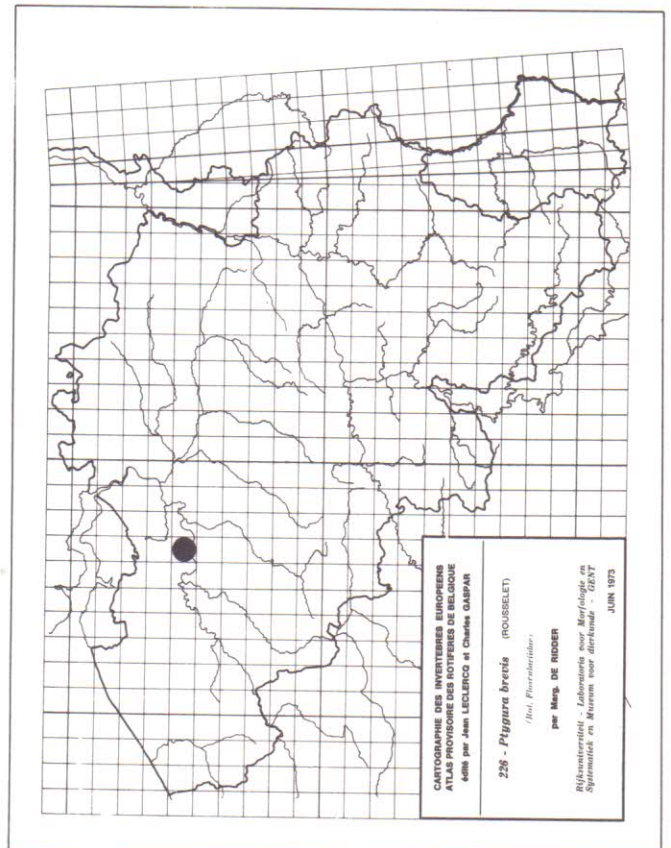 CARTOGRAPHIE DES INVERTEBRES EUROPEENS
ATLAS PROVISOIRE DES ROTIFERES DE BELGIQUE
édité par Jean LECLERCQ et Charles GASPAR
226 - Ptygura brevis (ROUSSELET)
(Rot. Flosculariidae)
par Marg. DE RIDDER
Rijksuniversiteit - Laboratoria voor Morfologie en
Systematiek en Museum voor dierkunde - GENT
JUIN 1973